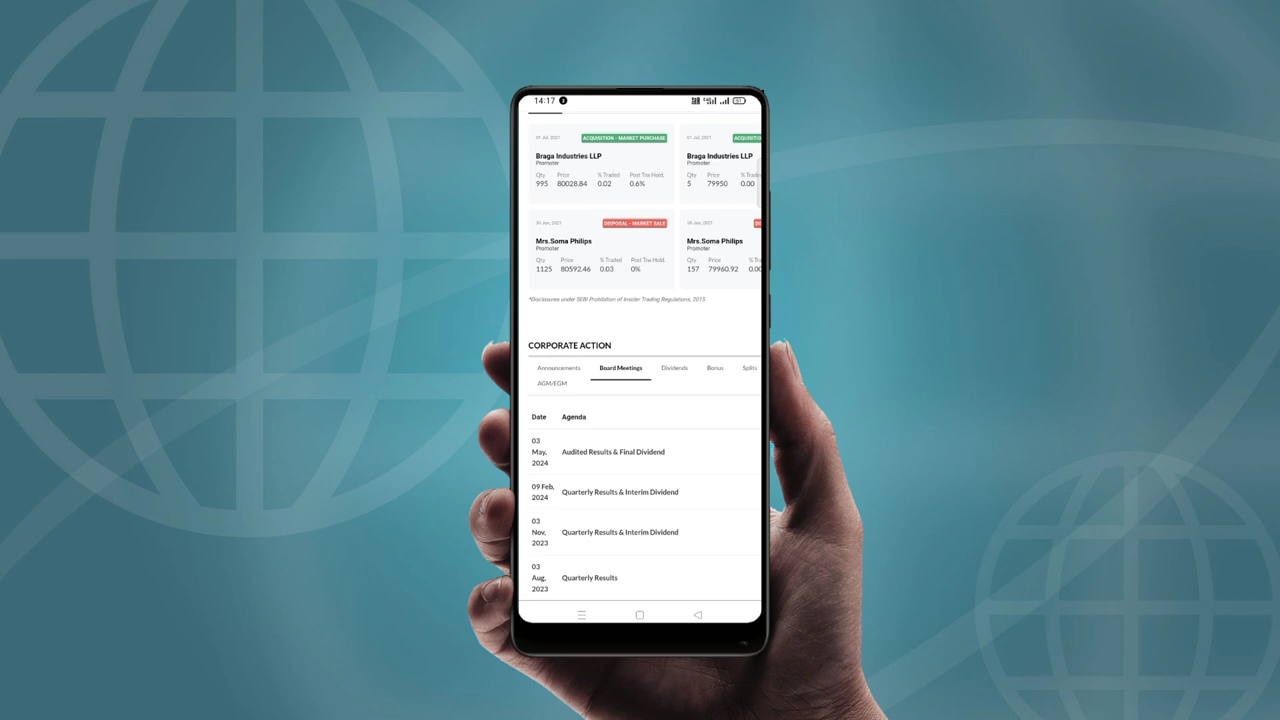 14:17
01 Jul, 2021 ACQUISITION - MARKET PURCHASE
Braga Industries LLP
Promoter
Qty Price % Traded Post Tnx Hold.
995 80028.84 0.02 0.6%
01 Jul, 2021
Braga Industries LLP
Promoter
Qty Price
5 79950 0.00
DISPOSAL - MARKET SALE
Mrs.Soma Philips
Promoter
Qty Price % Traded Post Tnx Hold.
1125 80592.46 0.03 0%
Mrs.Soma Philips
Promoter
Qty Price
157 79960.92
*Disclosures under SEBI Prohibition of Insider Trading Regulations, 2015
CORPORATE ACTION
Announcements Board Meetings Dividends Bonus Splits
AGM/EGM
Date Agenda
03
May,
2024
Audited Results & Final Dividend
09 Feb,
2024
Quarterly Results & Interim Dividend
03
Nov,
2023
Quarterly Results & Interim Dividend
03
Aug,
2023
Quarterly Results